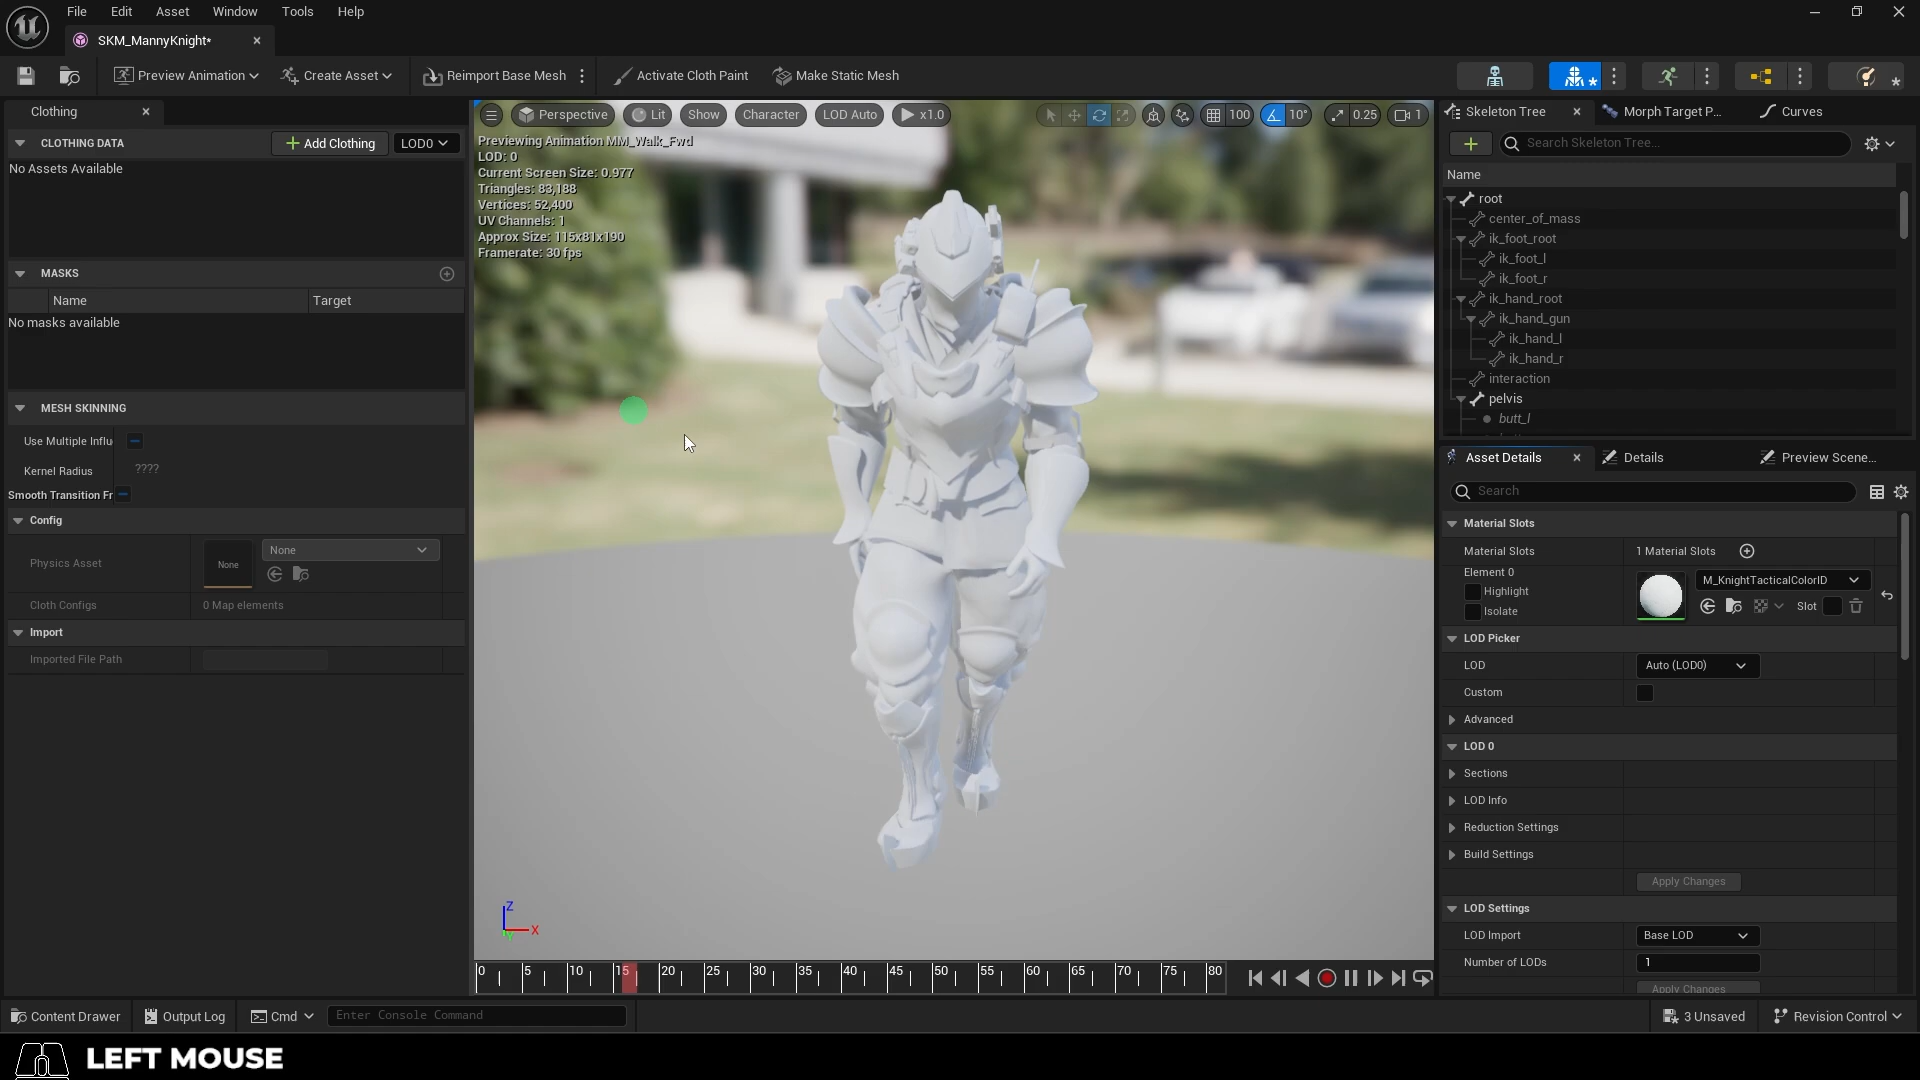 File Edit Asset Window Tools Help
SKM_MannyKnight*
Preview Animation Create Asset Reimport Base Mesh Activate Cloth Paint Make Static Mesh
Clothing
CLOTHING DATA Add Clothing LOD0
No Assets Available
MASKS
Name Target
No masks available
MESH SKINNING
Use Multiple Influ
Kernel Radius ????
Smooth Transition Fr
Config
Physics Asset None None
Cloth Configs 0 Map elements
Import
Imported File Path
Perspective Lit Show Character LOD Auto x1.0 100 10° 0.25 1
Previewing Animation MM_Walk_Fwd
LOD: 0
Current Screen Size: 0.977
Triangles: 83,188
Vertices: 52,400
UV Channels: 1
Approx Size: 115x81x190
Framerate: 30 fps
Z
X
Y
0 5 10 15 20 25 30 35 40 45 50 55 60 65 70 75 80
Skeleton Tree Morph Target P... Curves
Search Skeleton Tree...
Name
root
center_of_mass
ik_foot_root
ik_foot_l
ik_foot_r
ik_hand_root
ik_hand_gun
ik_hand_l
ik_hand_r
interaction
pelvis
butt_l
Asset Details Details Preview Scene...
Search
Material Slots
Material Slots 1 Material Slots
Element 0
Highlight
Isolate
M_KnightTacticalColorID
Slot
LOD Picker
LOD Auto (LOD0)
Custom
Advanced
LOD 0
Sections
LOD Info
Reduction Settings
Build Settings
Apply Changes
LOD Settings
LOD Import Base LOD
Number of LODs 1
Apply Changes
Content Drawer Output Log Cmd Enter Console Command 3 Unsaved Revision Control
LEFT MOUSE